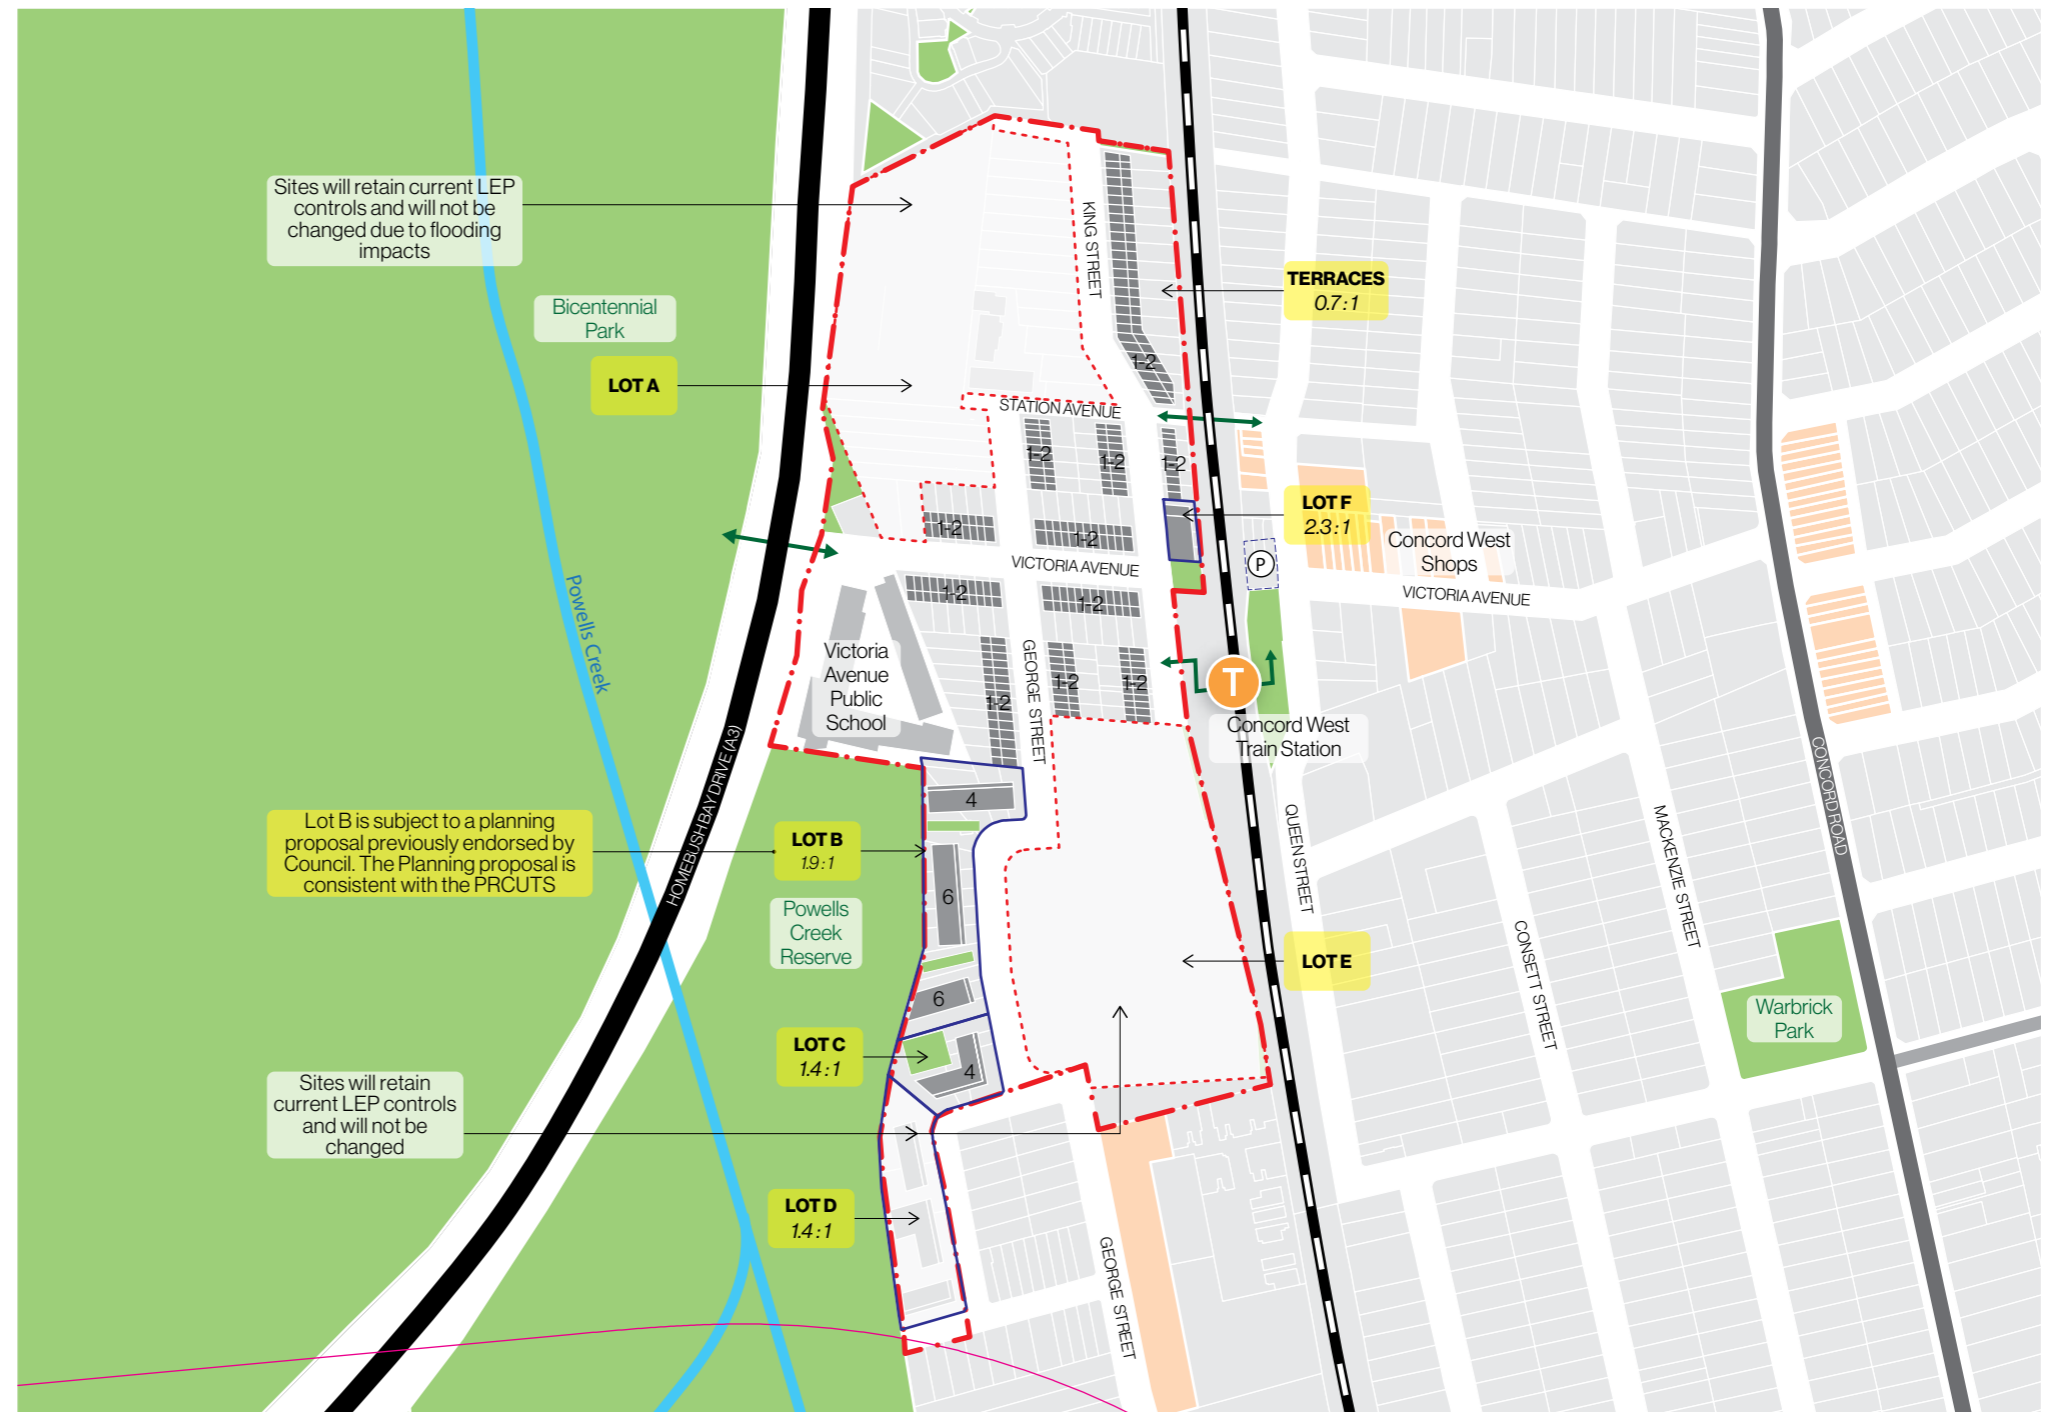 Sites will retain current LEP
controls and will not be
changed due to flooding
impacts
Bicentennial
Park
LOT A
KING STREET
TERRACES
0.7:1
1-2
STATION AVENUE
1-2
1-2
1-2
LOT F
2.3:1
1-2
1-2
Concord West
Shops
P
VICTORIA AVENUE
VICTORIA AVENUE
1-2
1-2
Powells Creek
Victoria
Avenue
Public
School
GEORGE STREET
1-2
1-2
1-2
T
Concord West
Train Station
HOMEBUSH BAY DRIVE (A3)
CONCORD ROAD
4
Lot B is subject to a planning
proposal previously endorsed by
Council. The Planning proposal is
consistent with the PRCUTS
LOT B
1.9:1
QUEEN STREET
MACKENZIE STREET
6
Powells
Creek
Reserve
LOT E
CONSETT STREET
6
Warbrick
Park
LOT C
1.4:1
4
Sites will retain
current LEP controls
and will not be
changed
LOT D
1.4:1
GEORGE STREET